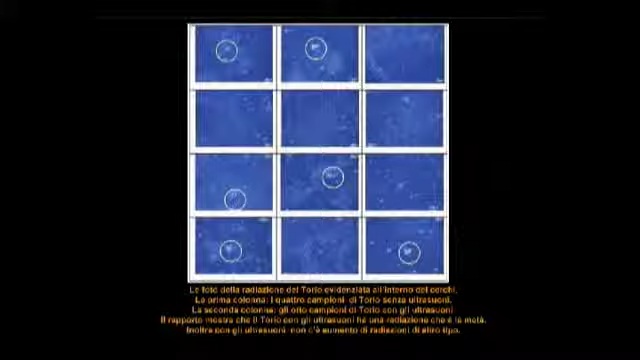 Le foto della radiazione del Torio evidenziata all'interno dei cerchi.
La prima colonna: i quattro campioni di Torio senza ultrasuoni.
La seconda colonna: gli otto campioni di Torio con gli ultrasuoni
Il rapporto mostra che il Torio con gli ultrasuoni ha una radiazione che è la metà.
Inoltre con gli ultrasuoni non c'è aumento di radiazioni di altro tipo.